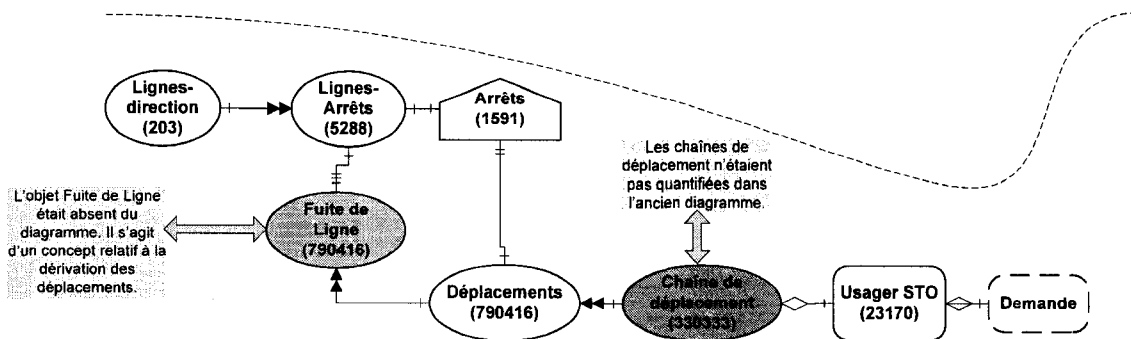 Lignes-
direction
(203)
Lignes-
Arrêts
(5288)
Arrêts
(1591)
Les chaînes de
déplacement n'étaient
pas quantifiées dans
l'ancien diagramme.
L'objet Fuite de Ligne
était absent du
diagramme. Il s'agit
d'un concept relatif à la
dérivation des
déplacements.
Fuite de
Ligne
(790416)
Déplacements
(790416)
Chaîne de
déplacement
(330333)
Usager STO
(23170)
Demande